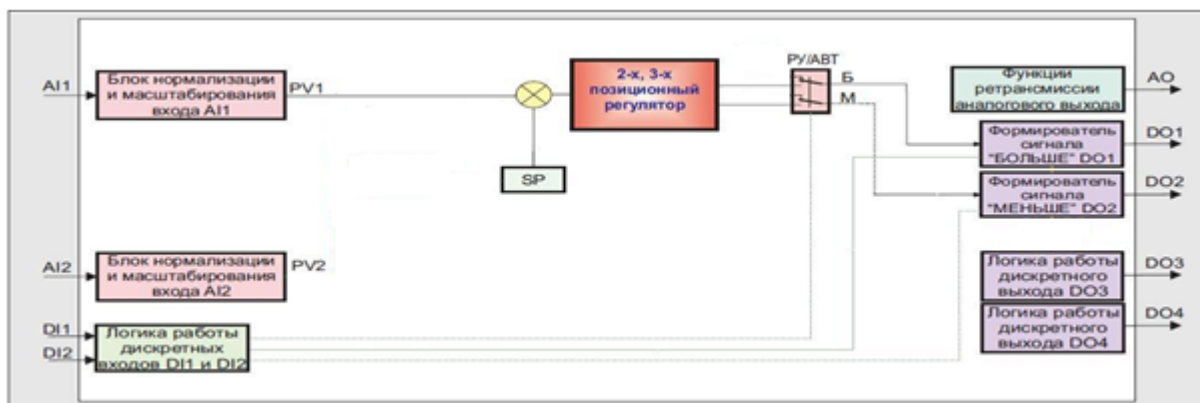 РУ/АВТ
AI1
Блок нормализации
и масштабирования
входа AI1
PV1
2-х, 3-х
позиционный
регулятор
Б
М
Функции
ретрансмиссии
аналогового выхода
AO
SP
Формирователь
сигнала
"БОЛЬШЕ" DO1
DO1
Формирователь
сигнала
"МЕНЬШЕ" DO2
DO2
AI2
Блок нормализации
и масштабирования
входа AI2
PV2
Логика работы
дискретного
выхода DO3
DO3
DI1
DI2
Логика работы
дискретных
входов DI1 и DI2
Логика работы
дискретного
выхода DO4
DO4